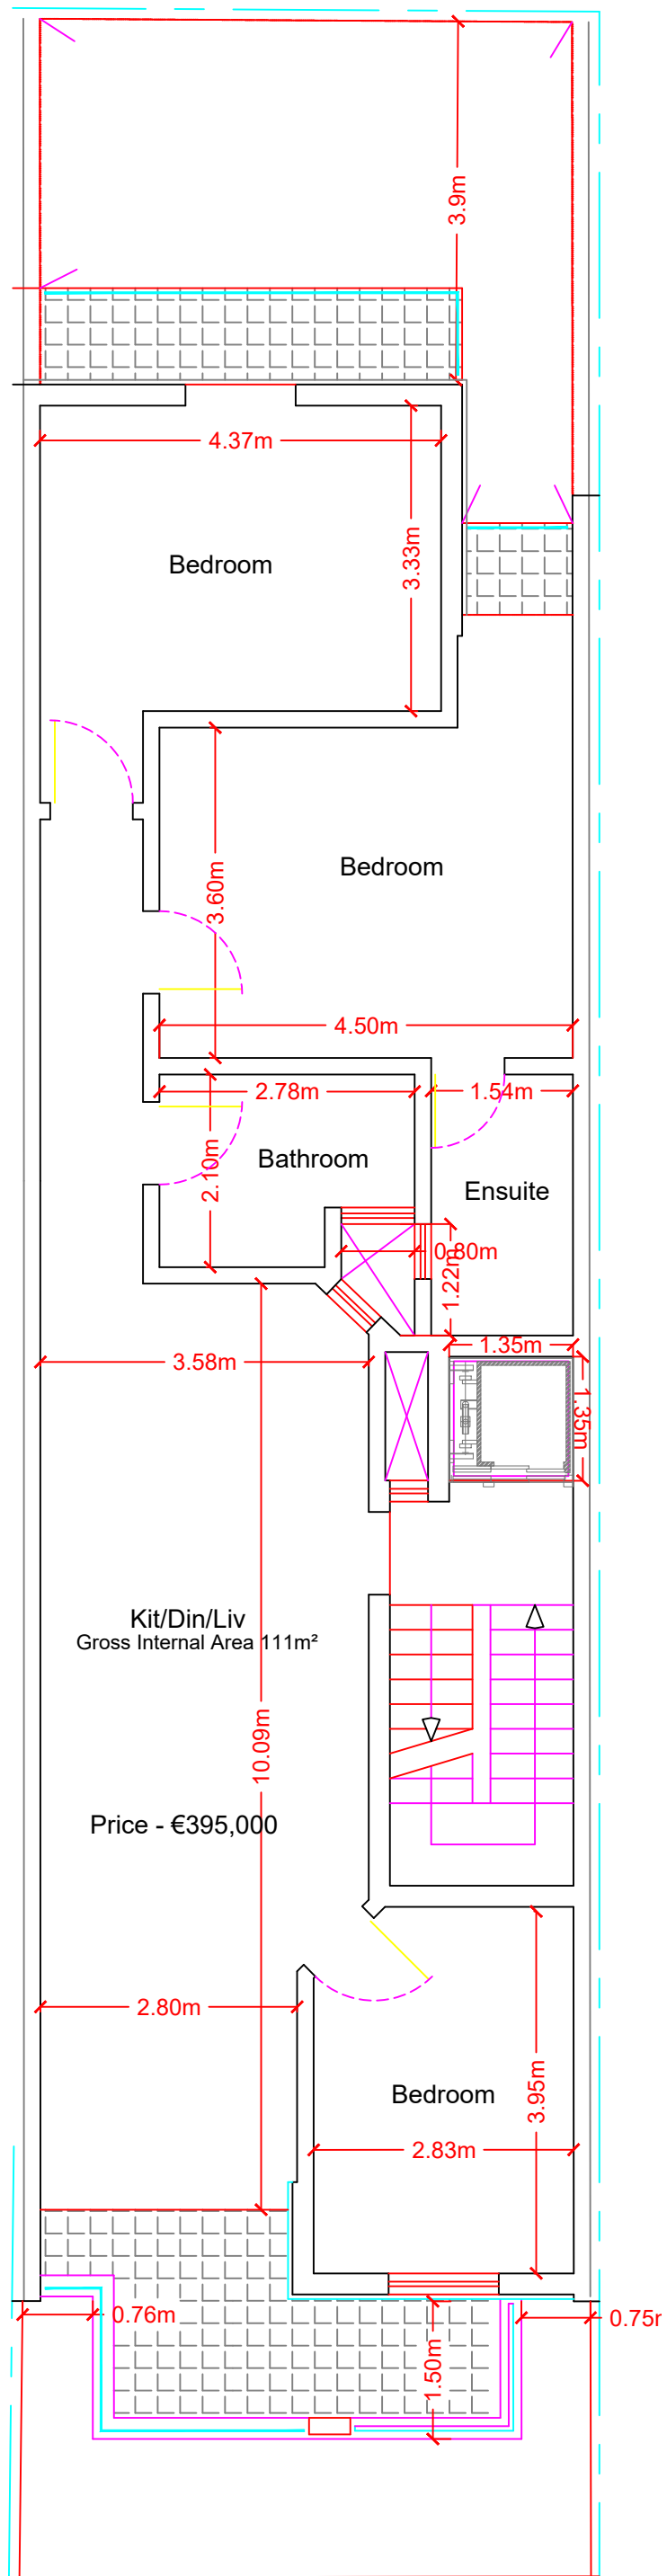 3.9m
4.37m
Bedroom
3.33m
Bedroom
3.60m
4.50m
2.78m
1.54m
2.10m
Bathroom
Ensuite
0.80m
1.22m
1.35m
3.58m
1.35m
Kit/Din/Liv
Gross Internal Area 111m²
10.09m
Price - €395,000
2.80m
Bedroom
3.95m
2.83m
0.76m
0.75m
1.50m